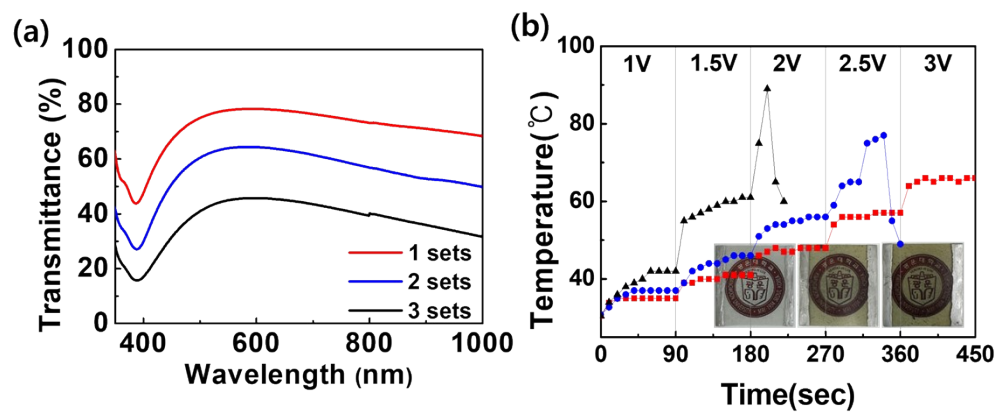 (a)
Transmittance (%)
100
80
60
40
20
0
1 sets
2 sets
3 sets
400
600
800
1000
Wavelength (nm)
(b)
Temperature(℃)
100
80
60
40
1V
1.5V
2V
2.5V
3V
0
90
180
270
360
450
Time(sec)